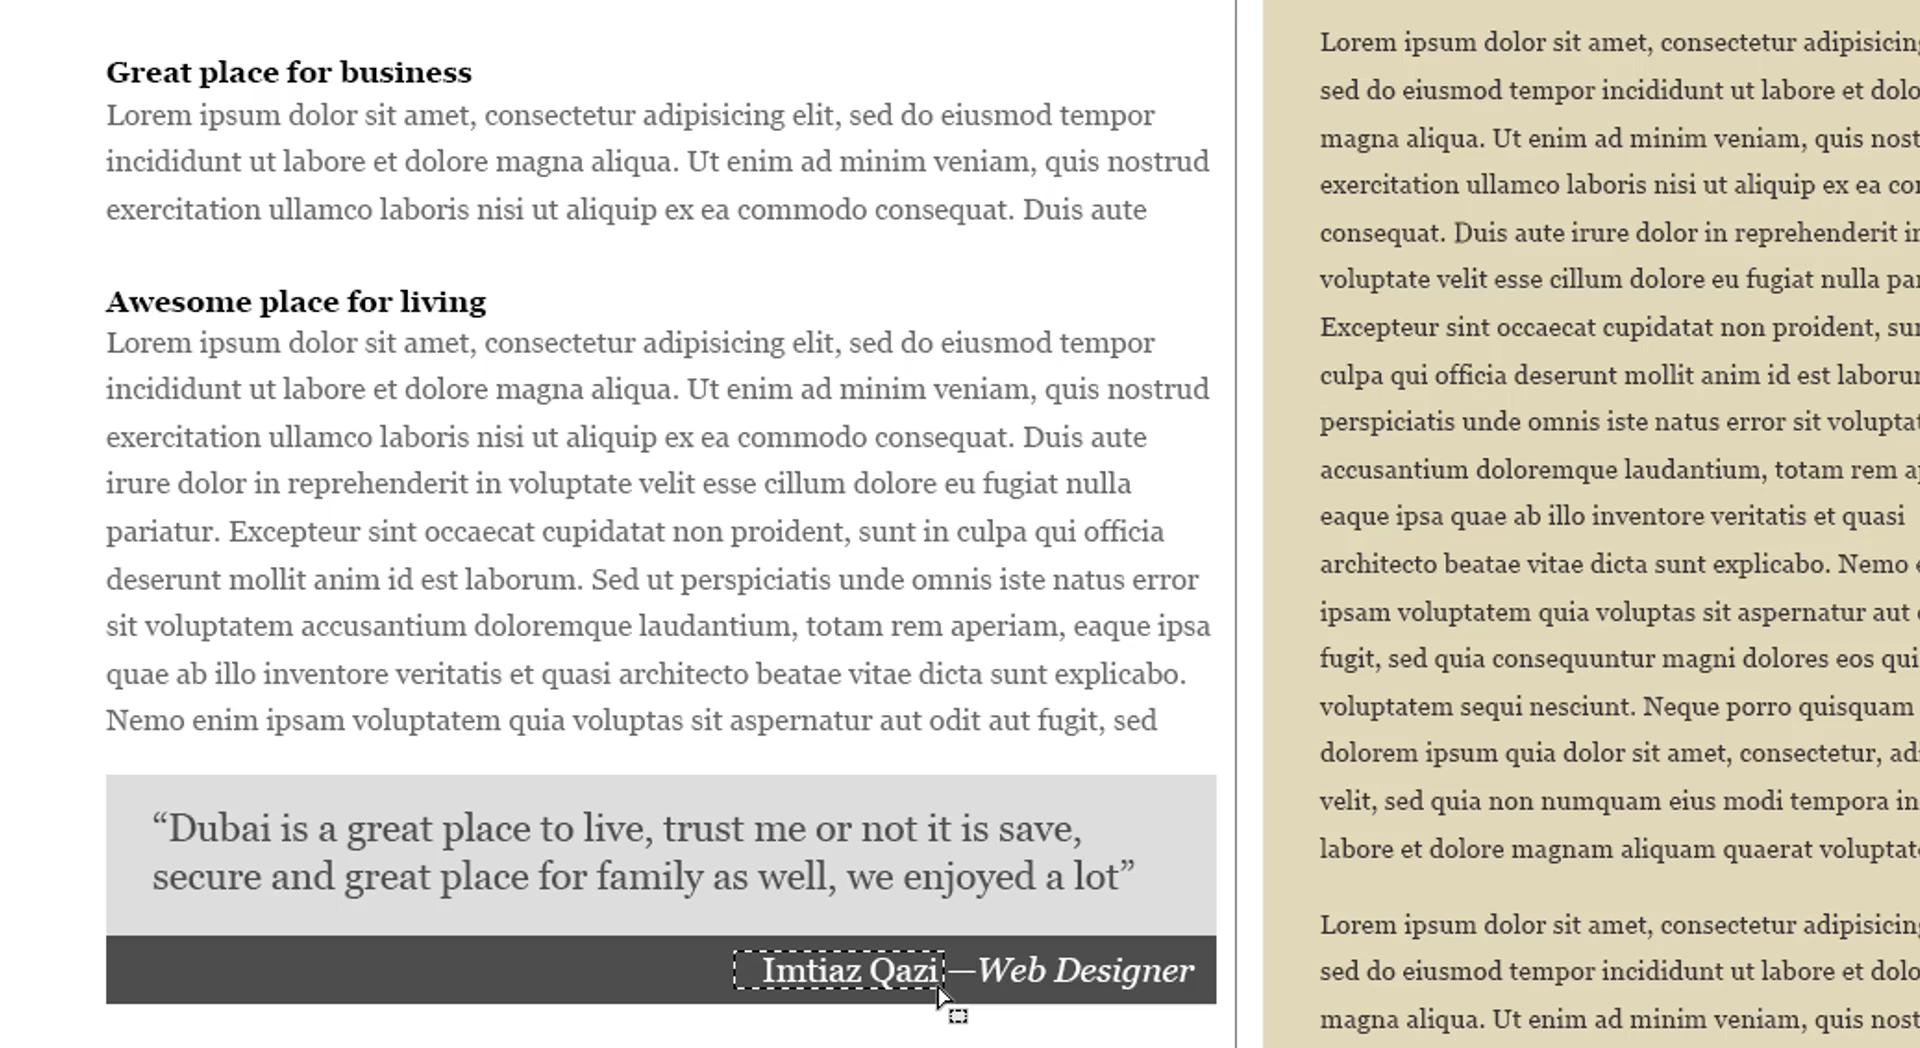 Great place for business
Lorem ipsum dolor sit amet, consectetur adipisicing elit, sed do eiusmod tempor
incididunt ut labore et dolore magna aliqua. Ut enim ad minim veniam, quis nostrud
exercitation ullamco laboris nisi ut aliquip ex ea commodo consequat. Duis aute
Awesome place for living
Lorem ipsum dolor sit amet, consectetur adipisicing elit, sed do eiusmod tempor
incididunt ut labore et dolore magna aliqua. Ut enim ad minim veniam, quis nostrud
exercitation ullamco laboris nisi ut aliquip ex ea commodo consequat. Duis aute
irure dolor in reprehenderit in voluptate velit esse cillum dolore eu fugiat nulla
pariatur. Excepteur sint occaecat cupidatat non proident, sunt in culpa qui officia
deserunt mollit anim id est laborum. Sed ut perspiciatis unde omnis iste natus error
sit voluptatem accusantium doloremque laudantium, totam rem aperiam, eaque ipsa
quae ab illo inventore veritatis et quasi architecto beatae vitae dicta sunt explicabo.
Nemo enim ipsam voluptatem quia voluptas sit aspernatur aut odit aut fugit, sed
“Dubai is a great place to live, trust me or not it is save,
secure and great place for family as well, we enjoyed a lot”
Imtiaz Qazi —Web Designer
Lorem ipsum dolor sit amet, consectetur adipisicing
sed do eiusmod tempor incididunt ut labore et
magna aliqua. Ut enim ad minim veniam, quis
exercitation ullamco laboris nisi ut aliquip ex ea
consequat. Duis aute irure dolor in reprehenderit
voluptate velit esse cillum dolore eu fugiat nulla
Excepteur sint occaecat cupidatat non proident,
culpa qui officia deserunt mollit anim id est
perspiciatis unde omnis iste natus error sit
accusantium doloremque laudantium, totam rem
eaque ipsa quae ab illo inventore veritatis et quasi
architecto beatae vitae dicta sunt explicabo. Nemo
ipsam voluptatem quia voluptas sit aspernatur aut
fugit, sed quia consequuntur magni dolores eos qui
voluptatem sequi nesciunt. Neque porro quisquam
dolorem ipsum quia dolor sit amet, consectetur,
velit, sed quia non numquam eius modi tempora
labore et dolore magnam aliquam quaerat
Lorem ipsum dolor sit amet, consectetur adipisicing
sed do eiusmod tempor incididunt ut labore et
magna aliqua. Ut enim ad minim veniam, quis